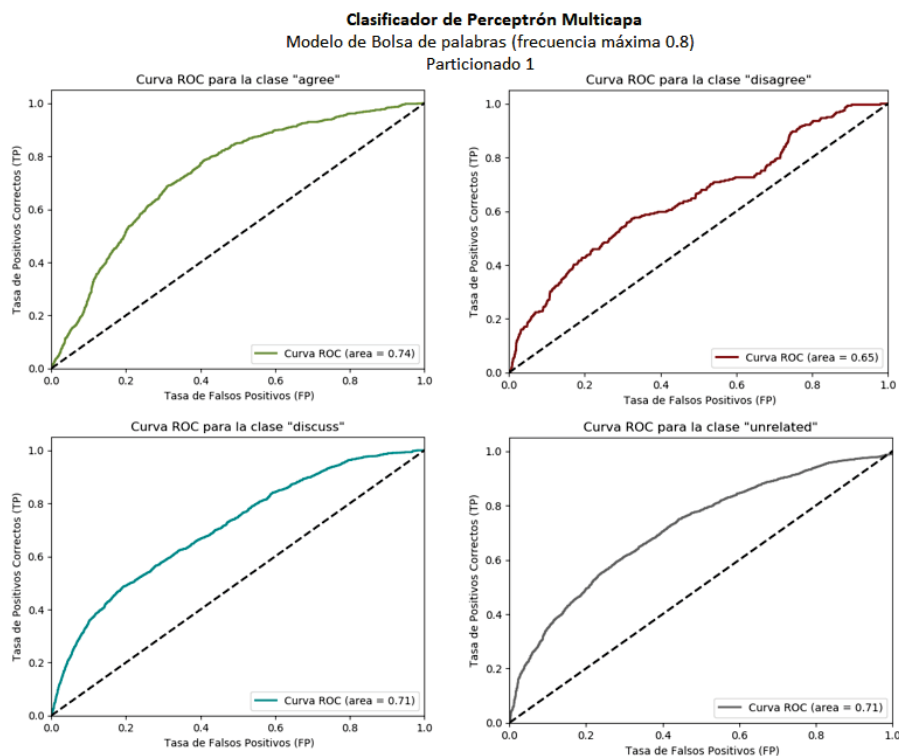 Clasificador de Perceptrón Multicapa
Modelo de Bolsa de palabras (frecuencia máxima 0.8)
Particionado 1
Curva ROC para la clase "agree"
1.0
0.8
0.6
0.4
0.2
0.0
Tasa de Positivos Correctos (TP)
Curva ROC (area = 0.74)
0.0 0.2 0.4 0.6 0.8 1.0
Tasa de Falsos Positivos (FP)
Curva ROC para la clase "disagree"
1.0
0.8
0.6
0.4
0.2
0.0
Tasa de Positivos Correctos (TP)
Curva ROC (area = 0.65)
0.0 0.2 0.4 0.6 0.8 1.0
Tasa de Falsos Positivos (FP)
Curva ROC para la clase "discuss"
1.0
0.8
0.6
0.4
0.2
0.0
Tasa de Positivos Correctos (TP)
Curva ROC (area = 0.71)
0.0 0.2 0.4 0.6 0.8 1.0
Tasa de Falsos Positivos (FP)
Curva ROC para la clase "unrelated"
1.0
0.8
0.6
0.4
0.2
0.0
Tasa de Positivos Correctos (TP)
Curva ROC (area = 0.71)
0.0 0.2 0.4 0.6 0.8 1.0
Tasa de Falsos Positivos (FP)